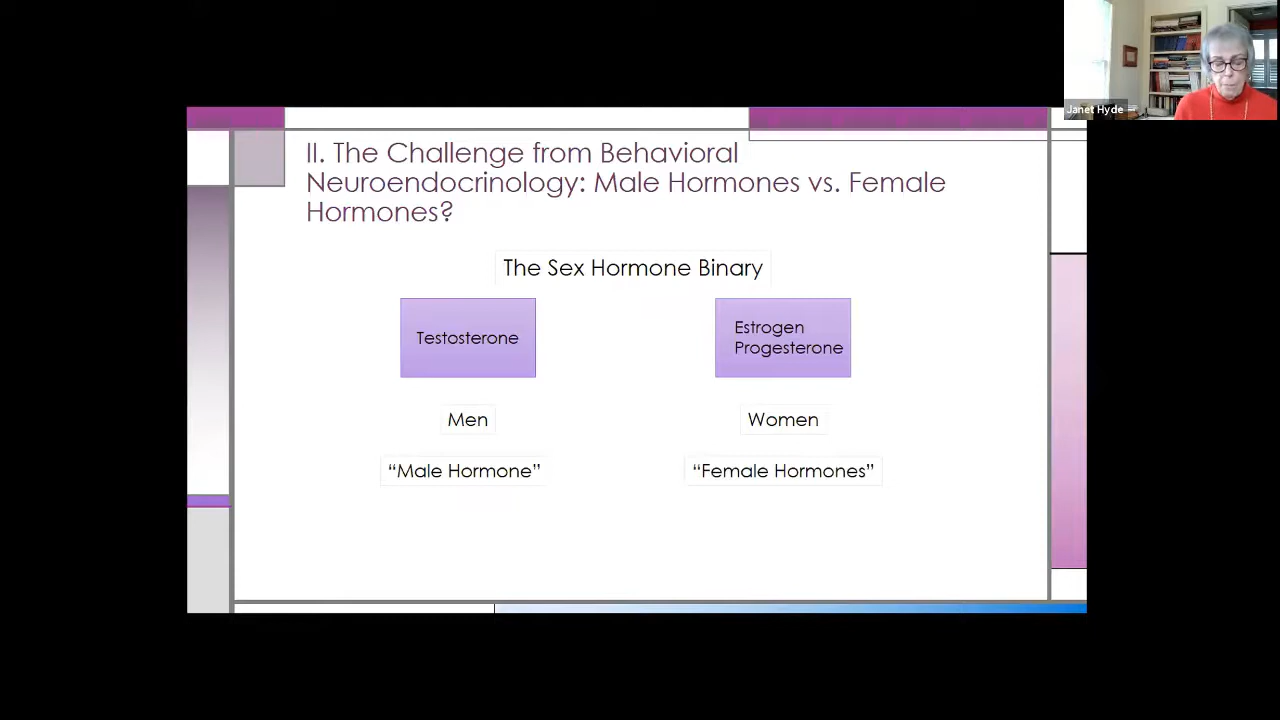 Janet Hyde
II. The Challenge from Behavioral
Neuroendocrinology: Male Hormones vs. Female
Hormones?
The Sex Hormone Binary
Testosterone
Estrogen
Progesterone
Men
Women
“Male Hormone”
“Female Hormones”